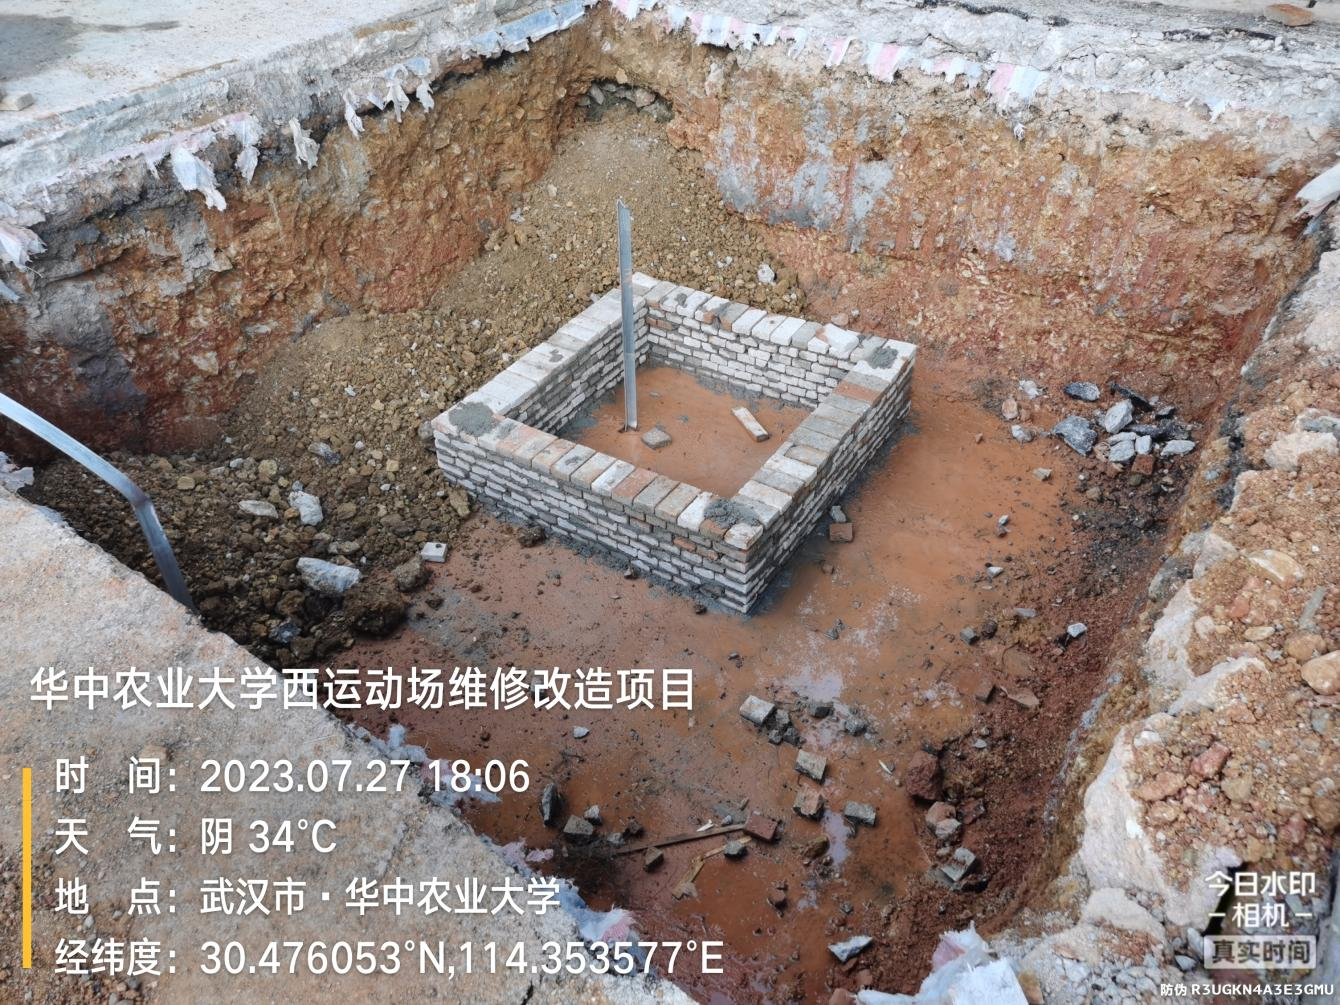 华中农业大学西运动场维修改造项目
时 间：2023.07.27 18:06
天 气：阴 34℃
地 点：武汉市·华中农业大学
经纬度：30.476053°N,114.353577°E
今日水印
-相机-
真实时间
防伪 R3UGKN4A3E3GMU